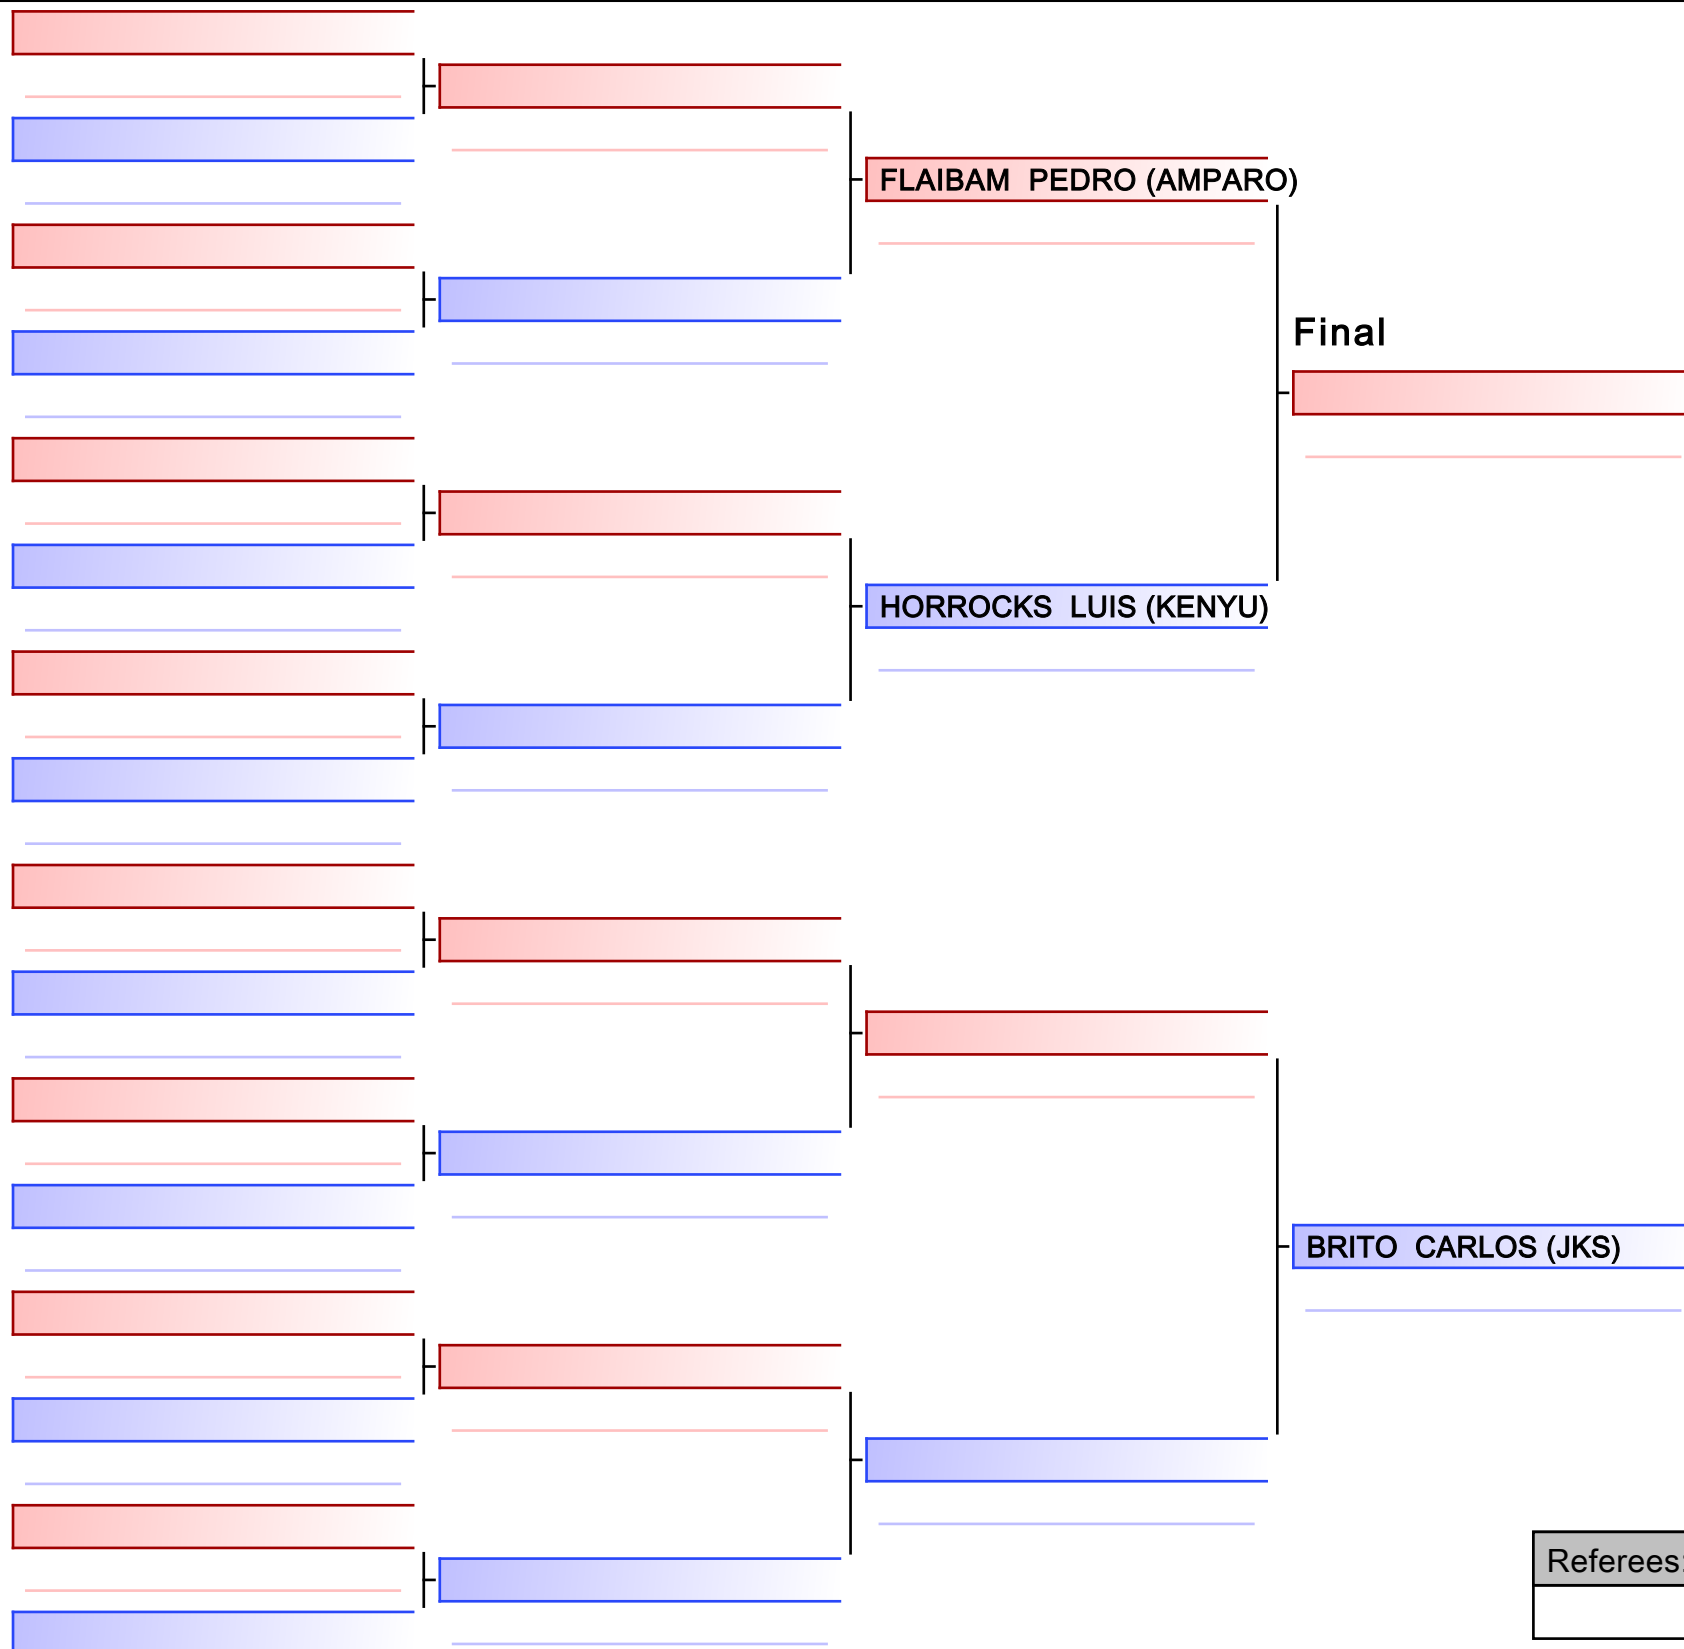 FLAIBAM  PEDRO (AMPARO)
Final
HORROCKS  LUIS (KENYU)
BRITO  CARLOS (JKS)
Referees: